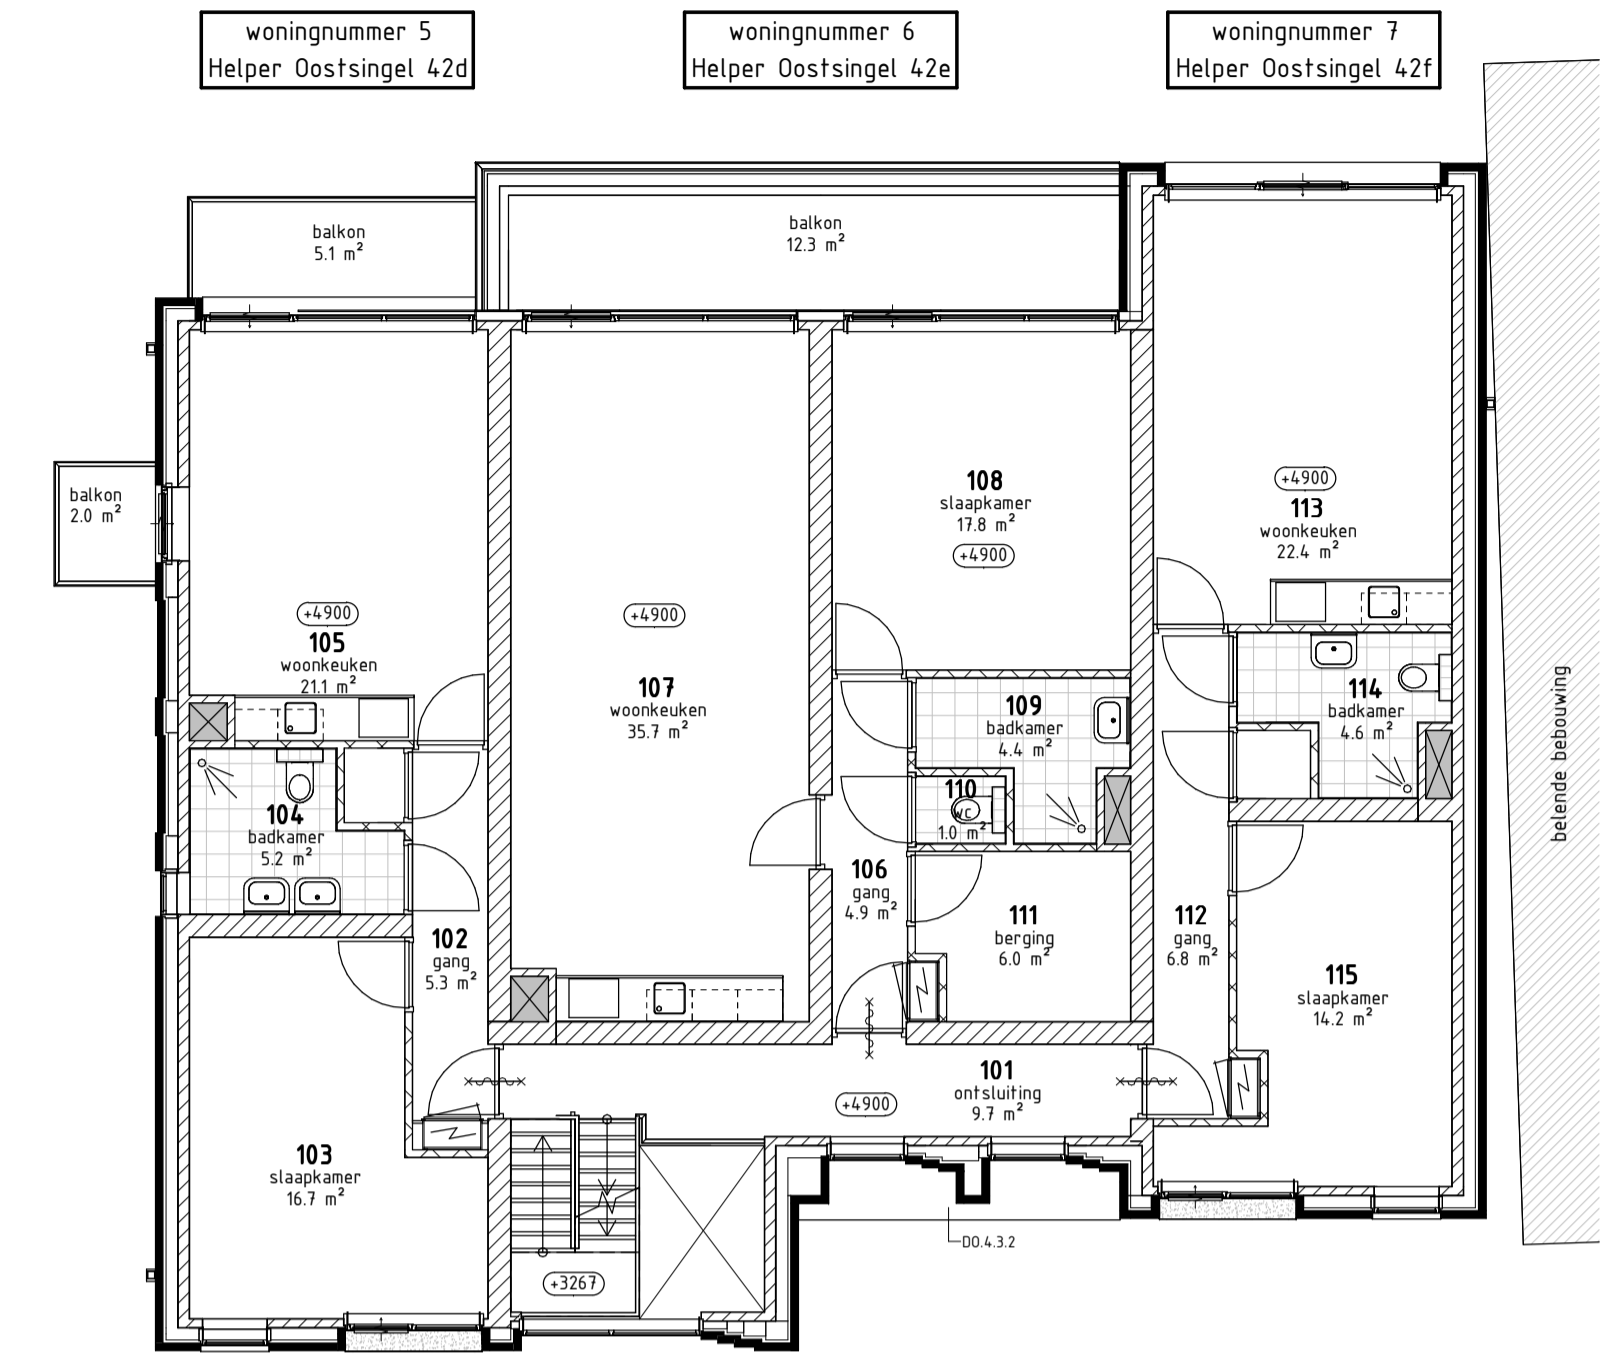 woningnummer 5
Helper Oostsingel 42d
woningnummer 6
Helper Oostsingel 42e
woningnummer 7
Helper Oostsingel 42f
balkon
5.1 m²
balkon
12.3 m²
balkon
2.0 m²
+4900
105
woonkeuken
21.1 m²
+4900
107
woonkeuken
35.7 m²
108
slaapkamer
17.8 m²
+4900
+4900
113
woonkeuken
22.4 m²
109
badkamer
4.4 m²
114
badkamer
4.6 m²
110
wc
1.0 m²
104
badkamer
5.2 m²
106
gang
4.9 m²
102
gang
5.3 m²
111
berging
6.0 m²
112
gang
6.8 m²
115
slaapkamer
14.2 m²
101
ontsluiting
9.7 m²
+4900
103
slaapkamer
16.7 m²
+3267
DO.4.3.2
belende bebouwing